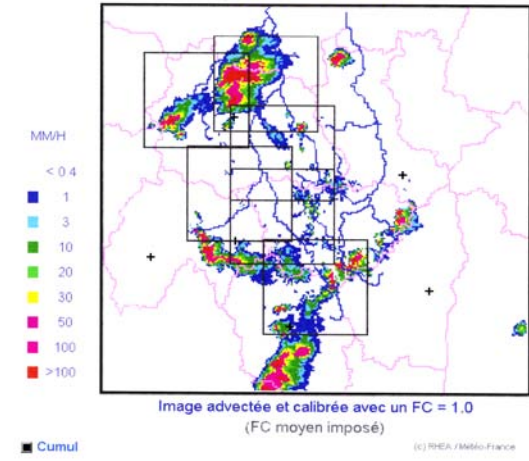 MM/H
< 0 4
1
3
10
20
30
50
100
>100
Image advectée et calibrée avec un FC = 1.0
(FC moyen imposé)
Cumul
(c) RHEA / Météo-France